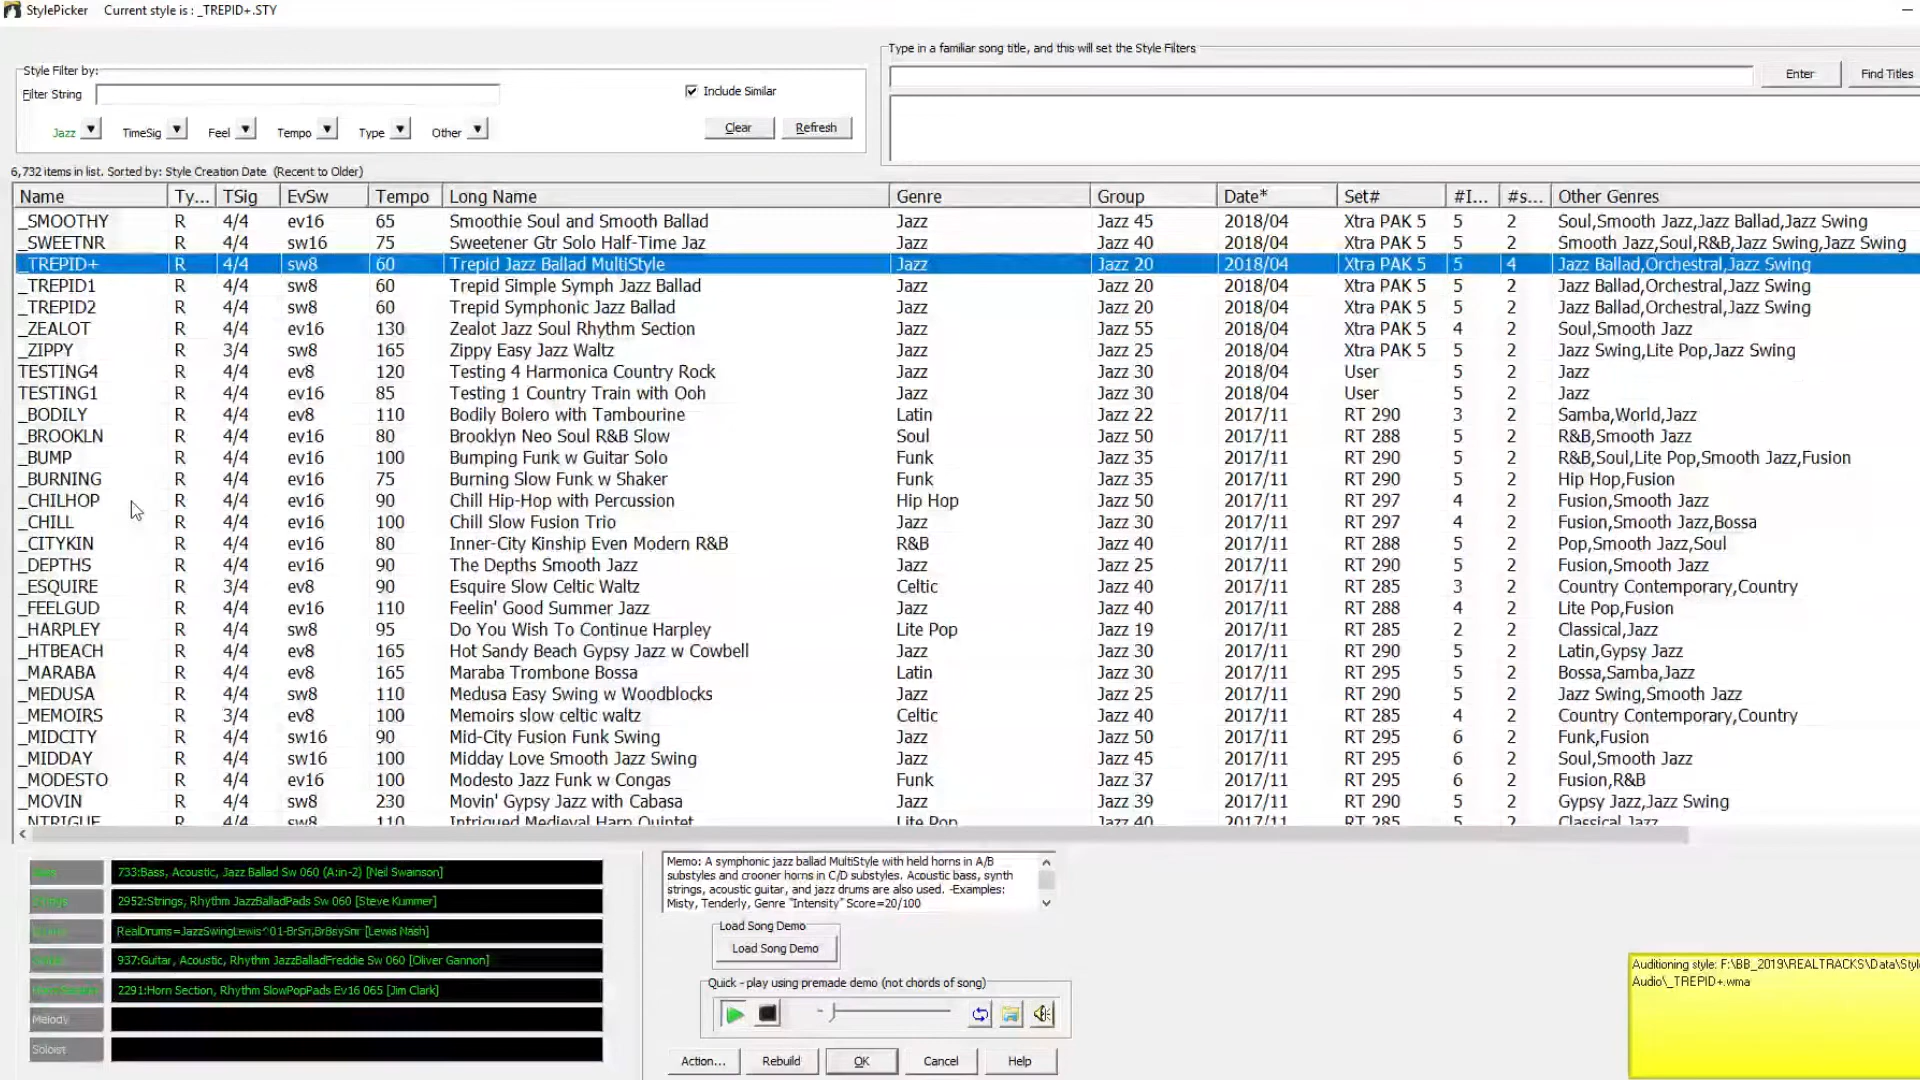 StylePicker Current style is : _TREPID+.STY
Type in a familiar song title, and this will set the Style Filters
Enter Find Titles
Style Filter by:
Filter String
Include Similar
Jazz TimeSig Feel Tempo Type Other
Clear Refresh
6,732 items in list. Sorted by: Style Creation Date (Recent to Older)
Name Ty... TSig EvSw Tempo Long Name Genre Group Date* Set# #I... #s... Other Genres
_SMOOTHY R 4/4 ev16 65 Smoothie Soul and Smooth Ballad Jazz Jazz 45 2018/04 Xtra PAK 5 5 2 Soul,Smooth Jazz,Jazz Ballad,Jazz Swing
_SWEETNR R 4/4 sw16 75 Sweetener Gtr Solo Half-Time Jaz Jazz Jazz 40 2018/04 Xtra PAK 5 5 2 Smooth Jazz,Soul,R&B,Jazz Swing,Jazz Swing
_TREPID+ R 4/4 sw8 60 Trepid Jazz Ballad MultiStyle Jazz Jazz 20 2018/04 Xtra PAK 5 5 4 Jazz Ballad,Orchestral,Jazz Swing
_TREPID1 R 4/4 sw8 60 Trepid Simple Symph Jazz Ballad Jazz Jazz 20 2018/04 Xtra PAK 5 5 2 Jazz Ballad,Orchestral,Jazz Swing
_TREPID2 R 4/4 sw8 60 Trepid Symphonic Jazz Ballad Jazz Jazz 20 2018/04 Xtra PAK 5 5 2 Jazz Ballad,Orchestral,Jazz Swing
_ZEALOT R 4/4 ev16 130 Zealot Jazz Soul Rhythm Section Jazz Jazz 55 2018/04 Xtra PAK 5 4 2 Soul,Smooth Jazz
_ZIPPY R 3/4 sw8 165 Zippy Easy Jazz Waltz Jazz Jazz 25 2018/04 Xtra PAK 5 5 2 Jazz Swing,Lite Pop,Jazz Swing
TESTING4 R 4/4 ev8 120 Testing 4 Harmonica Country Rock Jazz Jazz 30 2018/04 User 5 2 Jazz
TESTING1 R 4/4 ev16 85 Testing 1 Country Train with Ooh Jazz Jazz 30 2018/04 User 5 2 Jazz
_BODILY R 4/4 ev8 110 Bodily Bolero with Tambourine Latin Jazz 22 2017/11 RT 290 3 2 Samba,World,Jazz
_BROOKLN R 4/4 ev16 80 Brooklyn Neo Soul R&B Slow Soul Jazz 50 2017/11 RT 288 5 2 R&B,Smooth Jazz
_BUMP R 4/4 ev16 100 Bumping Funk w Guitar Solo Funk Jazz 35 2017/11 RT 290 5 2 R&B,Soul,Lite Pop,Smooth Jazz,Fusion
_BURNING R 4/4 ev16 75 Burning Slow Funk w Shaker Funk Jazz 35 2017/11 RT 290 5 2 Hip Hop,Fusion
_CHILHOP R 4/4 ev16 90 Chill Hip-Hop with Percussion Hip Hop Jazz 50 2017/11 RT 297 4 2 Fusion,Smooth Jazz
_CHILL R 4/4 ev16 100 Chill Slow Fusion Trio Jazz Jazz 30 2017/11 RT 297 4 2 Fusion,Smooth Jazz,Bossa
_CITYKIN R 4/4 ev16 80 Inner-City Kinship Even Modern R&B R&B Jazz 40 2017/11 RT 288 5 2 Pop,Smooth Jazz,Soul
_DEPTHS R 4/4 ev16 90 The Depths Smooth Jazz Jazz Jazz 25 2017/11 RT 295 5 2 Fusion,Smooth Jazz
_ESQUIRE R 3/4 ev8 90 Esquire Slow Celtic Waltz Celtic Jazz 40 2017/11 RT 285 3 2 Country Contemporary,Country
_FEELGUD R 4/4 ev16 110 Feelin' Good Summer Jazz Jazz Jazz 40 2017/11 RT 288 4 2 Lite Pop,Fusion
_HARPLEY R 4/4 sw8 95 Do You Wish To Continue Harpley Lite Pop Jazz 19 2017/11 RT 285 2 2 Classical,Jazz
_HTBEACH R 4/4 ev8 165 Hot Sandy Beach Gypsy Jazz w Cowbell Jazz Jazz 30 2017/11 RT 290 5 2 Latin,Gypsy Jazz
_MARABA R 4/4 ev8 165 Maraba Trombone Bossa Latin Jazz 30 2017/11 RT 295 5 2 Bossa,Samba,Jazz
_MEDUSA R 4/4 sw8 110 Medusa Easy Swing w Woodblocks Jazz Jazz 25 2017/11 RT 290 5 2 Jazz Swing,Smooth Jazz
_MEMOIRS R 3/4 ev8 100 Memoirs slow celtic waltz Celtic Jazz 40 2017/11 RT 285 4 2 Country Contemporary,Country
_MIDCITY R 4/4 sw16 90 Mid-City Fusion Funk Swing Jazz Jazz 50 2017/11 RT 295 6 2 Funk,Fusion
_MIDDAY R 4/4 sw16 100 Midday Love Smooth Jazz Swing Jazz Jazz 45 2017/11 RT 295 6 2 Soul,Smooth Jazz
_MODESTO R 4/4 ev16 100 Modesto Jazz Funk w Congas Funk Jazz 37 2017/11 RT 295 6 2 Fusion,R&B
_MOVIN R 4/4 sw8 230 Movin' Gypsy Jazz with Cabasa Jazz Jazz 39 2017/11 RT 290 5 2 Gypsy Jazz,Jazz Swing
_NTRIGUE R 4/4 sw8 110 Intrigued Medieval Harp Quintet Lite Pop Jazz 40 2017/11 RT 285 5 2 Classical,Jazz
733:Bass, Acoustic, Jazz Ballad Sw 060 (A:in-2) [Neil Swainson]
2952:Strings, Rhythm JazzBalladPads Sw 060 [Steve Kummer]
RealDrums=JazzSwingLewis^01-BrSn,BrBsySnr [Lewis Nash]
937:Guitar, Acoustic, Rhythm JazzBalladFreddie Sw 060 [Oliver Gannon]
2291:Horn Section, Rhythm SlowPopPads Ev16 065 [Jim Clark]
Melody
Soloist
Memo: A symphonic jazz ballad MultiStyle with held horns in A/B
substyles and crooner horns in C/D substyles. Acoustic bass, synth
strings, acoustic guitar, and jazz drums are also used. -Examples:
Misty, Tenderly, Genre "Intensity" Score=20/100
Load Song Demo
Load Song Demo
Quick - play using premade demo (not chords of song)
Action... Rebuild OK Cancel Help
Auditioning style: F:\BB_2019\REALTRACKS\Data\Styl
Audio\_TREPID+.wma